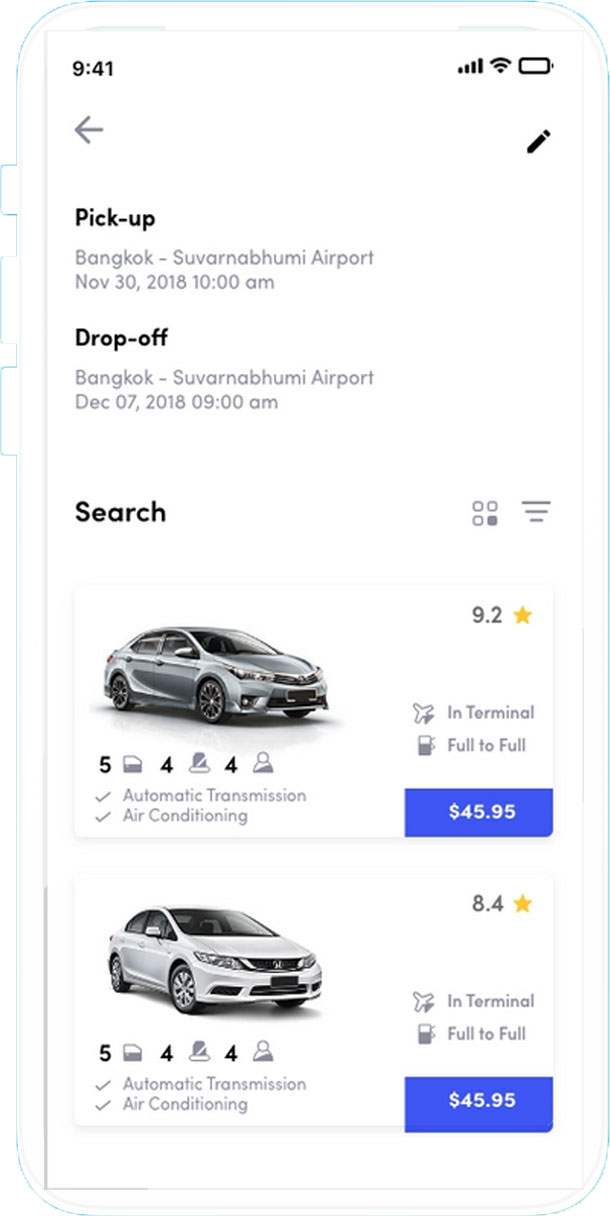 9:41
Pick-up
Bangkok - Suvarnabhumi Airport
Nov 30, 2018 10:00 am
Drop-off
Bangkok - Suvarnabhumi Airport
Dec 07, 2018 09:00 am
Search
9.2
In Terminal
Full to Full
5 4 4
Automatic Transmission
Air Conditioning
$45.95
8.4
In Terminal
Full to Full
5 4 4
Automatic Transmission
Air Conditioning
$45.95